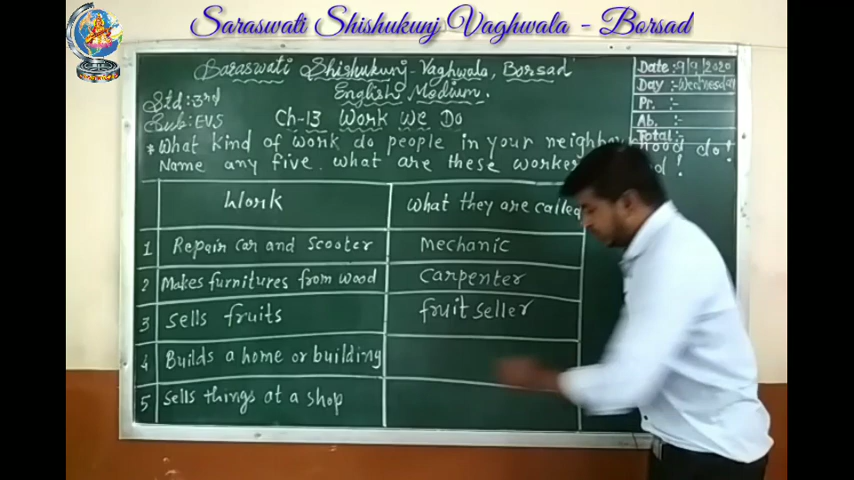 Saraswati Shishukunj Vaghwala - Borsad
Saraswati Shishukunj-Vaghwala, Borsad
English Medium.
Std:3rd
Sub:EVS
Ch-13 Work We Do
Date:9/9/2020
Day:-Wednesday
Pr.:-
Ab.:-
Total:-
*What kind of work do people in your neighbourhood do!
Name any five. what are these worker
Work
what they are called
1 Repair car and scooter
Mechanic
2 Makes furnitures from wood
carpenter
3 sells fruits
fruit seller
4 Builds a home or building
5 sells things at a shop